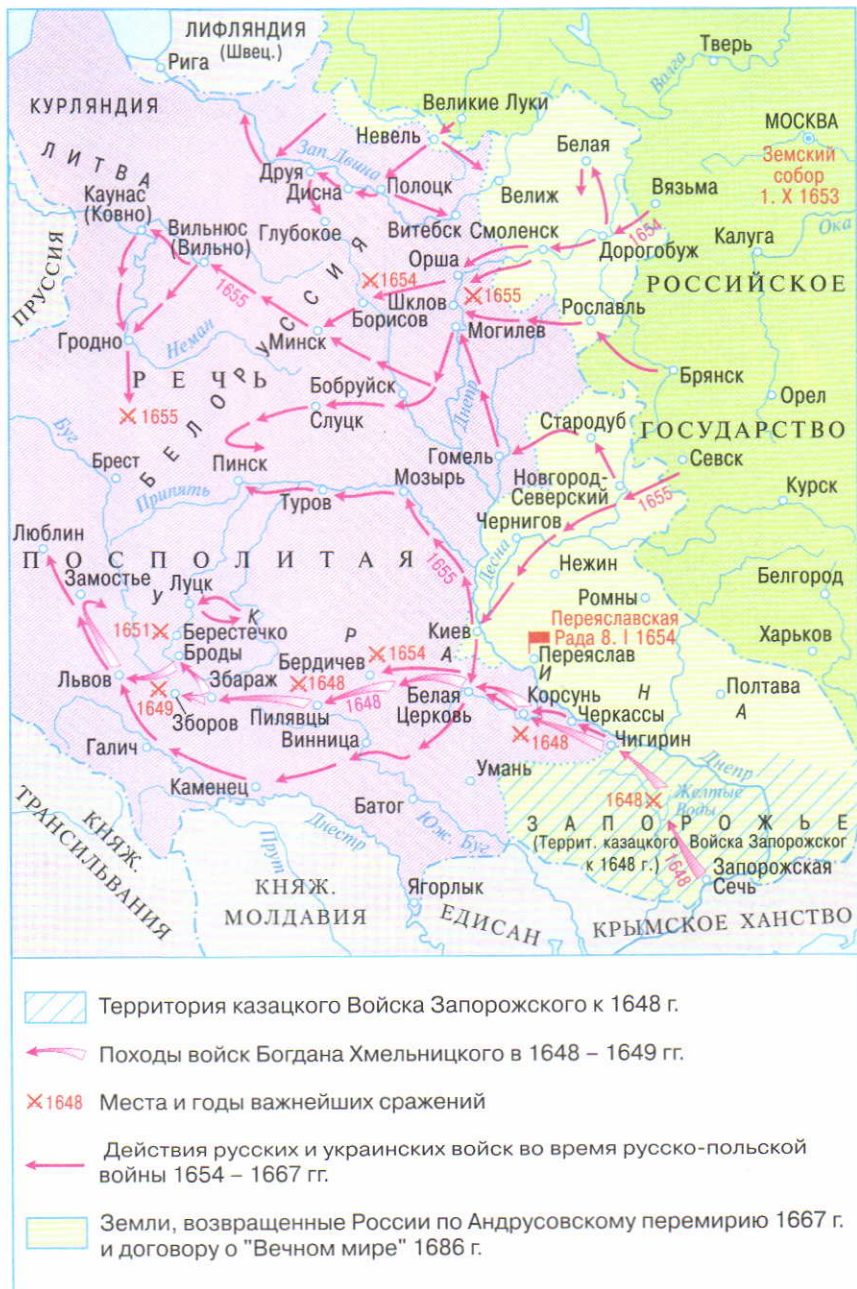 ЛИФЛЯНДИЯ
(Швец.)
Рига
Тверь
Волга
КУРЛЯНДИЯ
Великие Луки
МОСКВА
Земский
собор
1. X 1653
Невель
Белая
ЛИТВА
Зап. Двина
Друя
Дисна
Полоцк
Велиж
Вязьма
Каунас
(Ковно)
Вильнюс
(Вильно)
Глубокое
Витебск
Смоленск
1654
Дорогобуж
Калуга
Ока
ПРУССИЯ
Орша
1654
РОССИЙСКОЕ
1655
Шклов
1655
Борисов
Рославль
Гродно
Неман
Минск
Могилев
БЕЛОРУССИЯ
РЕЧЬ
Бобруйск
Днепр
Брянск
Орел
1655
Слуцк
Стародуб
ГОСУДАРСТВО
Буг
Брест
Пинск
Гомель
Новгород-
Северский
Севск
1655
Припять
Туров
Мозырь
Курск
Чернигов
Люблин
ПОСПОЛИТАЯ
1655
Десна
Нежин
Замостье
Луцк
Белгород
Ромны
УКРАИНА
Переяславская
Рада 8. I 1654
1651
Берестечко
Киев
Харьков
Броды
Бердичев
1654
Переяслав
Львов
Збараж
1648
Полтава
1649
Зборов
Пилявцы
1648
Белая
Церковь
Корсунь
Черкассы
1648
Чигирин
Галич
Винница
Умань
Днепр
Каменец
Батог
1648
Желтые
Воды
КНЯЖ.
ТРАНСИЛЬВАНИЯ
Днестр
Юж. Буг
ЗАПОРОЖЬЕ
(Террит. казацкого Войска Запорожског
к 1648 г.)
1648
Прут
Запорожская
Сечь
КНЯЖ.
МОЛДАВИЯ
Ягорлык
ЕДИСАН
КРЫМСКОЕ ХАНСТВО
Территория казацкого Войска Запорожского к 1648 г.
Походы войск Богдана Хмельницкого в 1648 – 1649 гг.
1648 Места и годы важнейших сражений
Действия русских и украинских войск во время русско-польской
войны 1654 – 1667 гг.
Земли, возвращенные России по Андрусовскому перемирию 1667 г.
и договору о "Вечном мире" 1686 г.